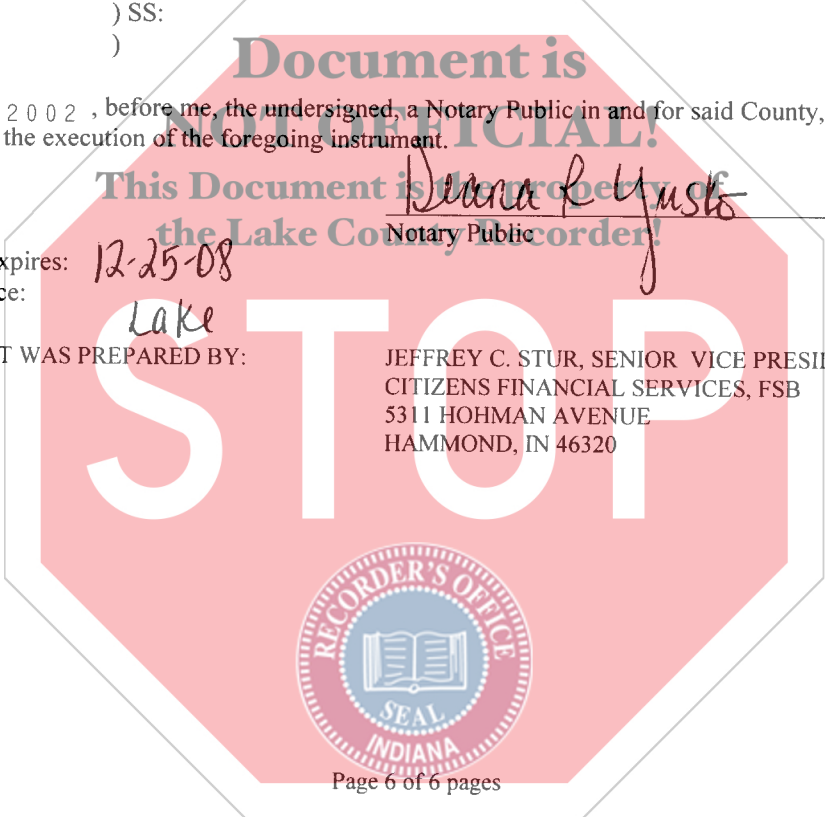 ) SS:
)
Document is
2002 , before me, the undersigned, a Notary Public in and for said County,
NOT OFFICIAL!
the execution of the foregoing instrument.
This Document is the property of
Deana R Yusko
the Lake County Recorder!
Notary Public
xpires: 12-25-08
ce:
Lake
T WAS PREPARED BY:
JEFFREY C. STUR, SENIOR VICE PRESI
CITIZENS FINANCIAL SERVICES, FSB
5311 HOHMAN AVENUE
HAMMOND, IN 46320
STOP
RECORDER'S OFFICE
SEAL
INDIANA
Page 6 of 6 pages